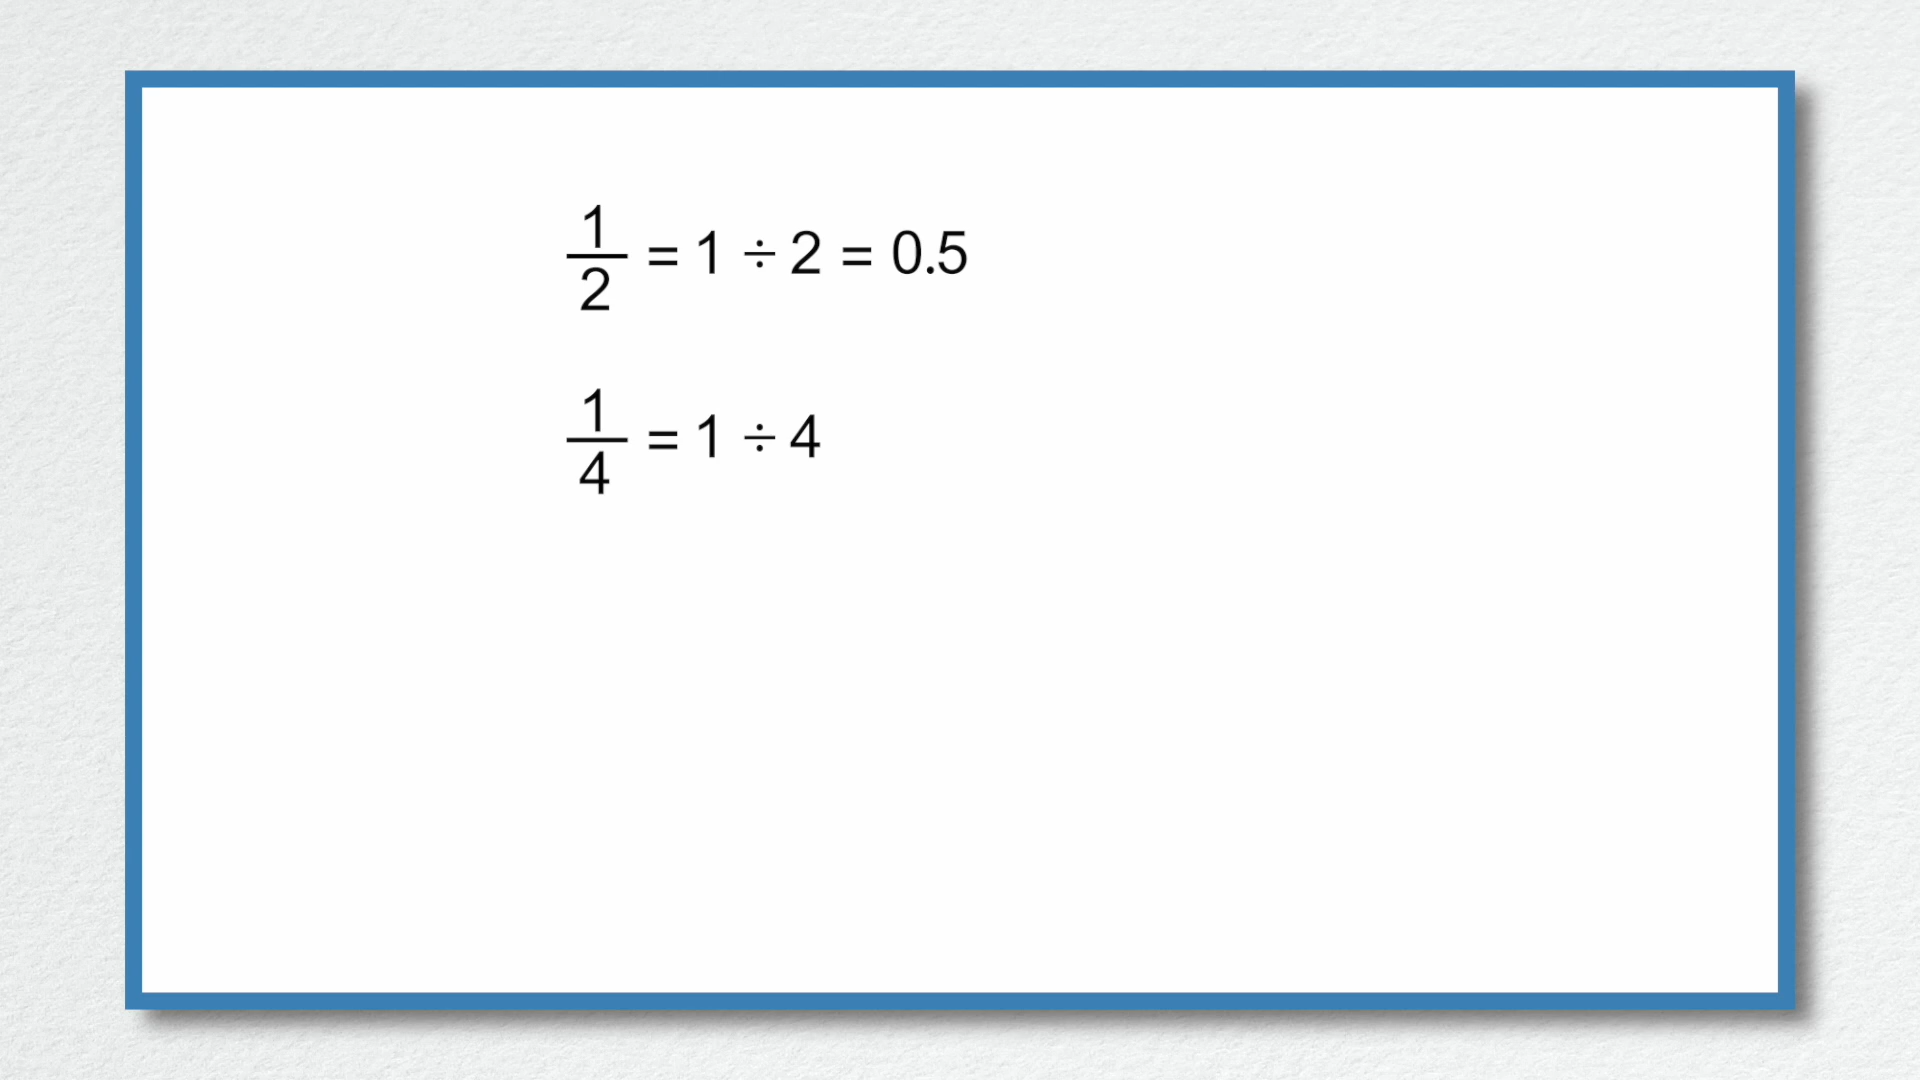 1/2 = 1 ÷ 2 = 0.5
1/4 = 1 ÷ 4